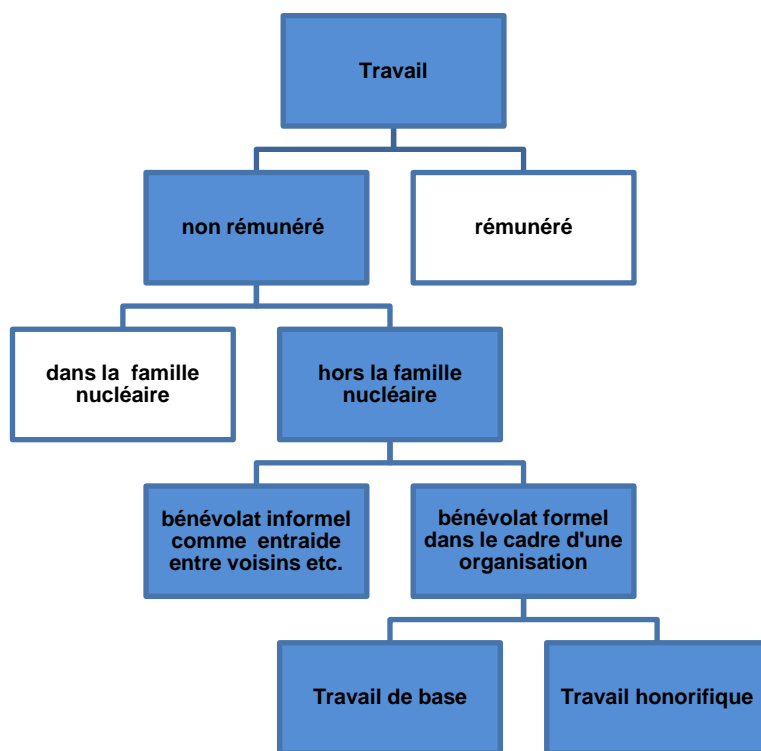 Travail
non rémunéré
rémunéré
dans la famille
nucléaire
hors la famille
nucléaire
bénévolat informel
comme entraide
entre voisins etc.
bénévolat formel
dans le cadre d'une
organisation
Travail de base
Travail honorifique